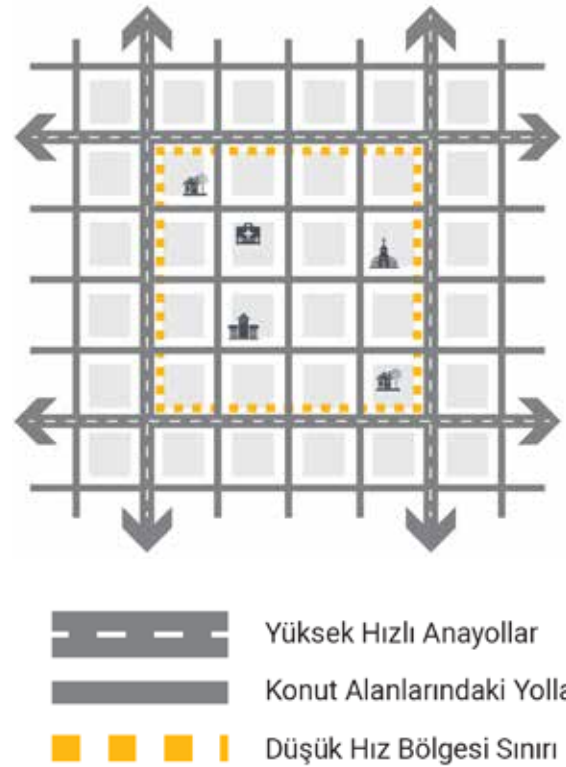 Yüksek Hızlı Anayollar
Konut Alanlarındaki Yolla
Düşük Hız Bölgesi Sınırı